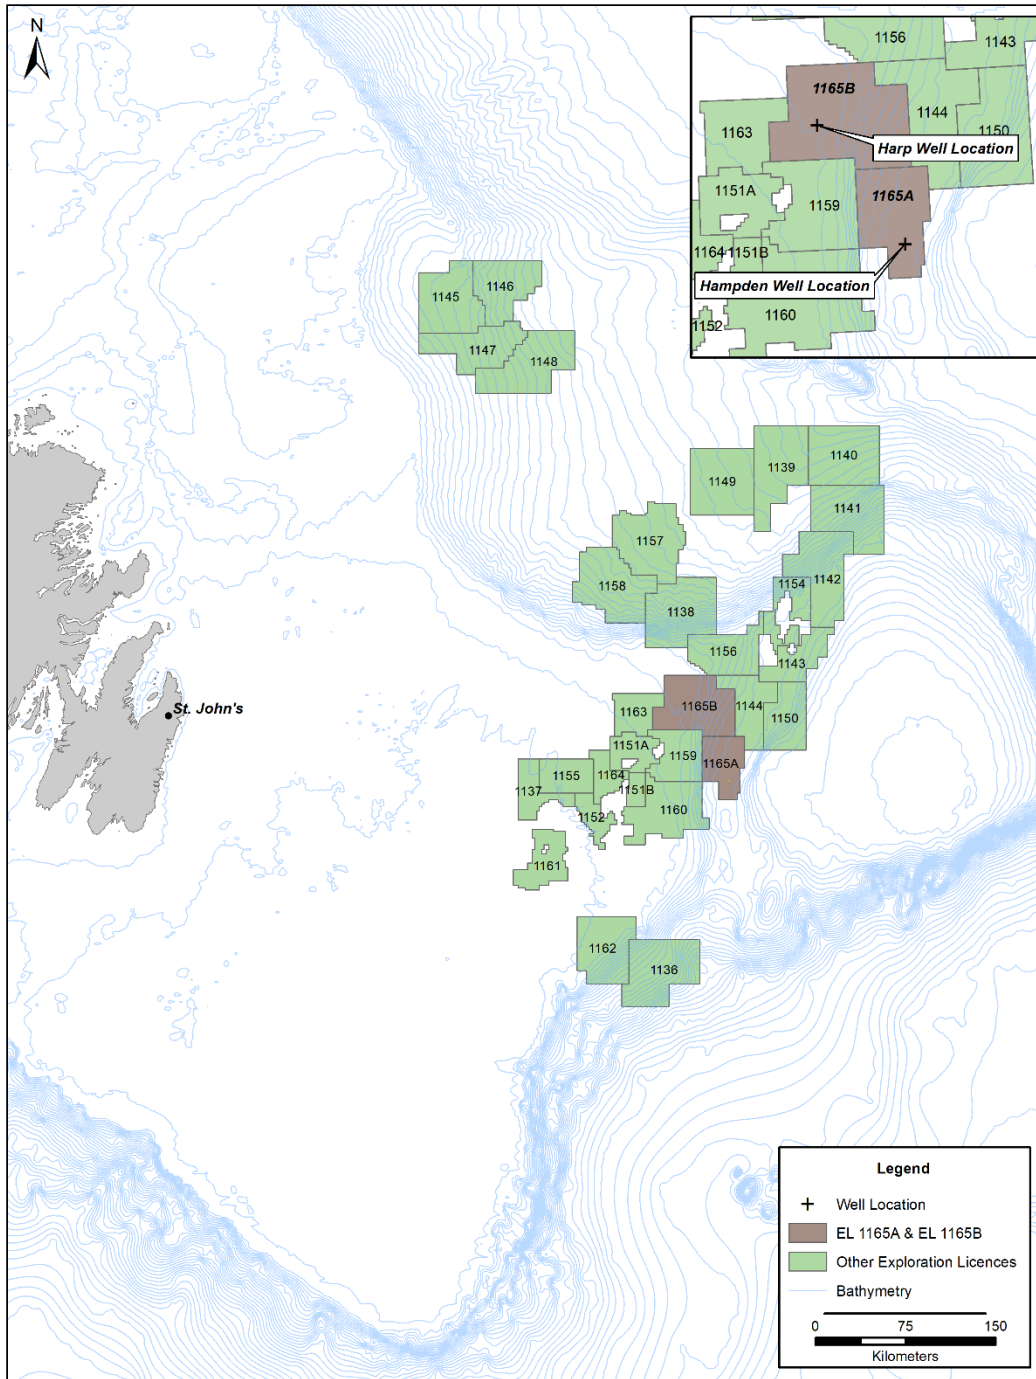 N
1156
1143
1165B
1144
1163
1150
Harp Well Location
1151A
1159
1165A
1164
1151B
Hampden Well Location
1160
1152
1145
1146
1147
1148
1139
1140
1149
1141
1157
1142
1154
1158
1138
1156
1143
St. John's
1163
1165B
1144
1150
1151A
1159
1165A
1155
1164
1137
1151B
1160
1152
1161
1162
1136
Legend
Well Location
EL 1165A & EL 1165B
Other Exploration Licences
Bathymetry
0 75 150
Kilometers